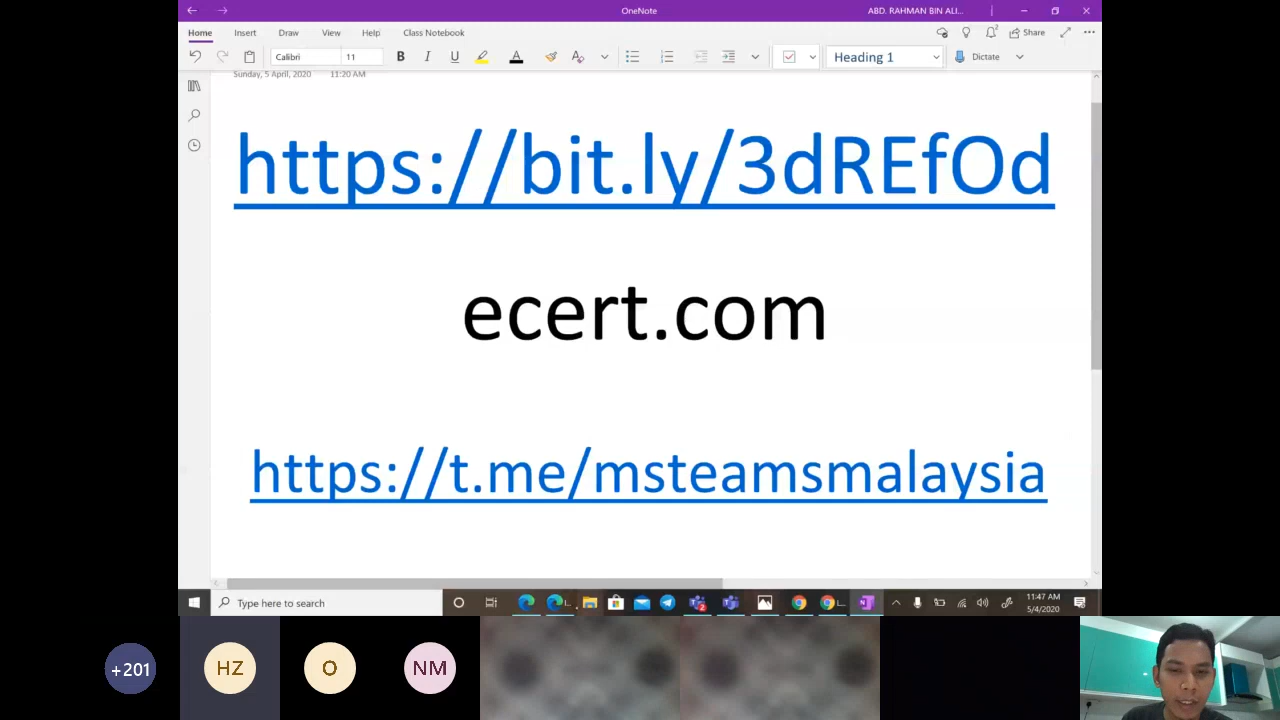 OneNote
ABD. RAHMAN BIN ALI...
Home Insert Draw View Help Class Notebook
Share
Calibri 11 B I U A Heading 1 Dictate
Sunday, 5 April, 2020 11:20 AM
https://bit.ly/3dREfOd
ecert.com
https://t.me/msteamsmalaysia
Type here to search
11:47 AM
5/4/2020
+201 HZ O NM